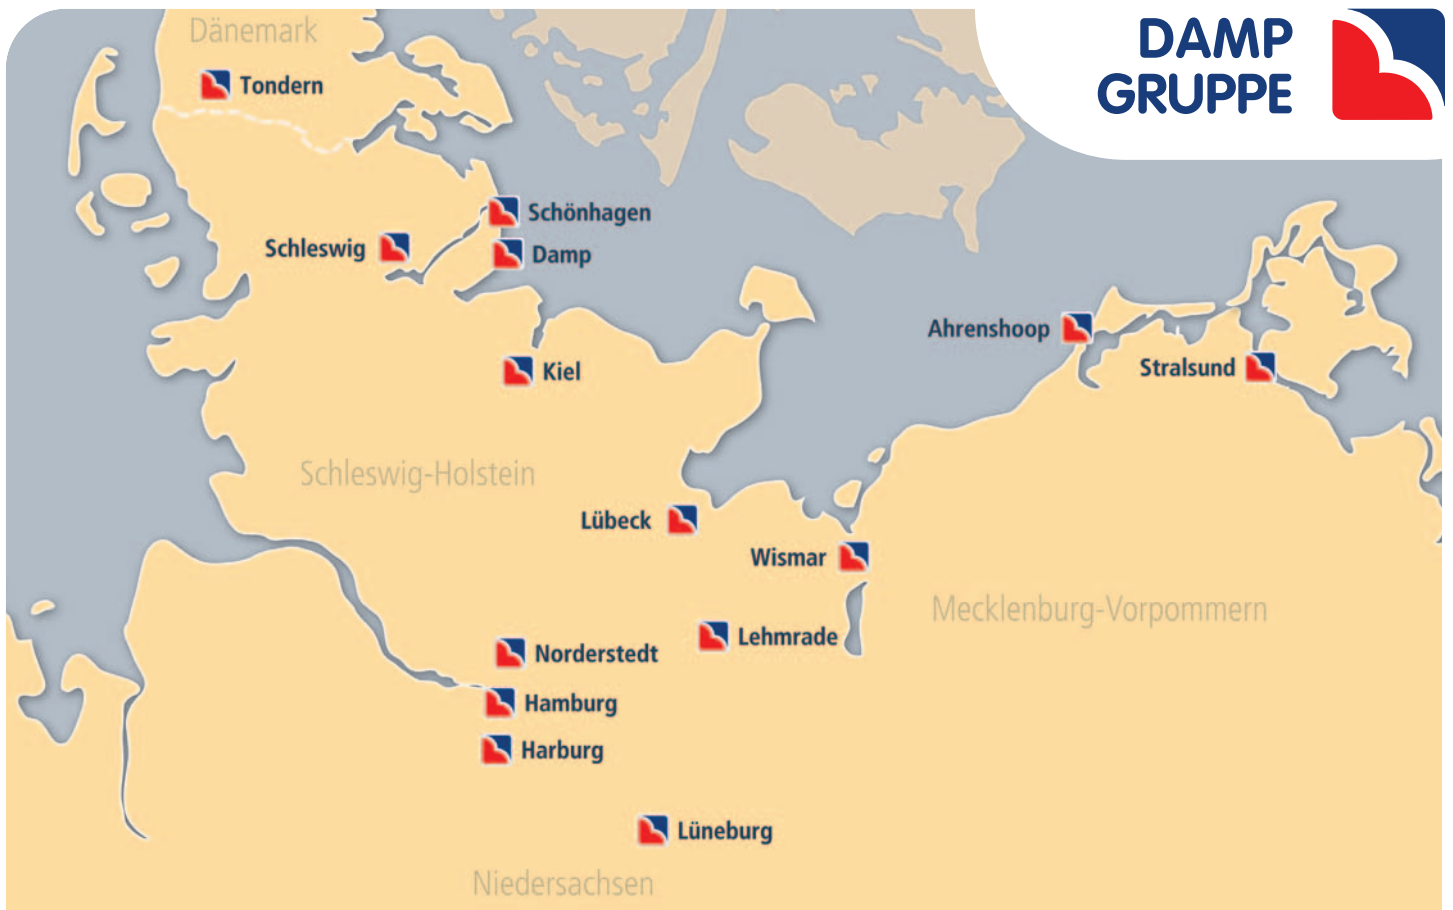 DAMP
GRUPPE
Dänemark
Tondern
Schönhagen
Schleswig
Damp
Ahrenshoop
Stralsund
Kiel
Schleswig-Holstein
Lübeck
Wismar
Mecklenburg-Vorpommern
Lehmrade
Norderstedt
Hamburg
Harburg
Lüneburg
Niedersachsen